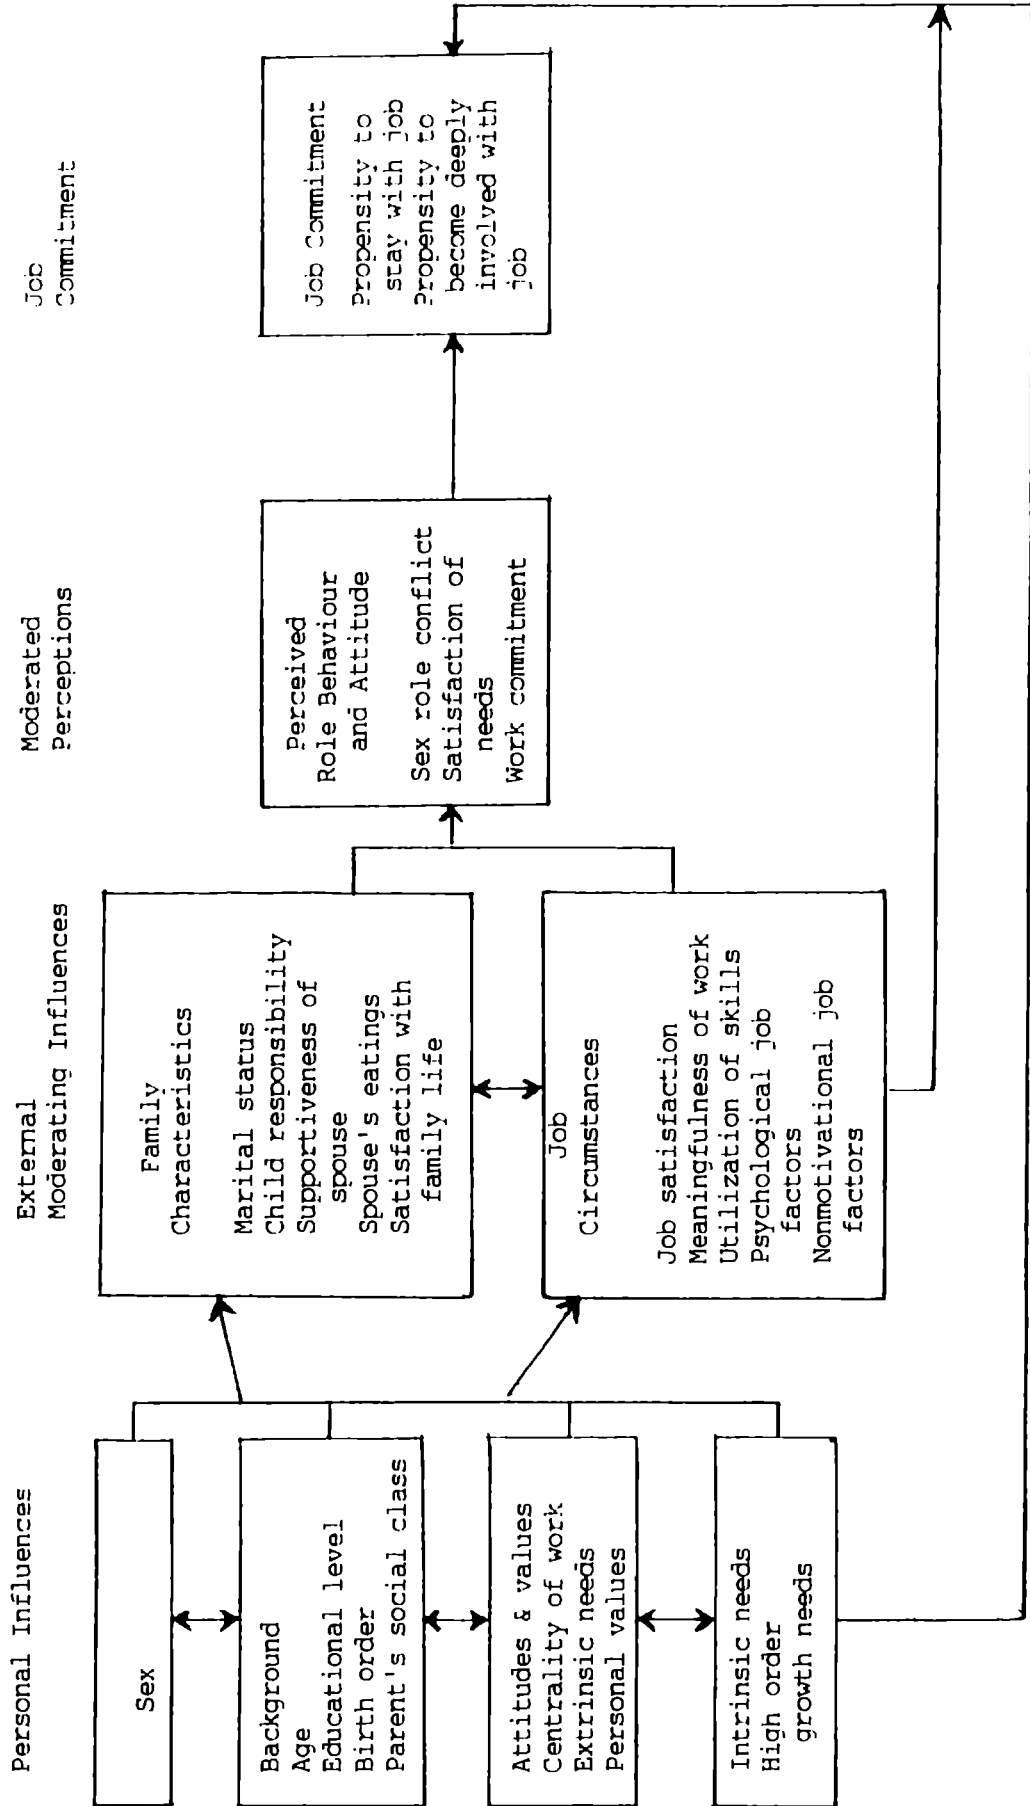 Personal Influences
External
Moderating Influences
Moderated
Perceptions
Job
Commitment
Sex
Background
Age
Educational level
Birth order
Parent's social class
Attitudes & values
Centrality of work
Extrinsic needs
Personal values
Intrinsic needs
High order
growth needs
Family
Characteristics
Marital status
Child responsibility
Supportiveness of
spouse
Spouse's eatings
Satisfaction with
family life
Job
Circumstances
Job satisfaction
Meaningfulness of work
Utilization of skills
Psychological job
factors
Nonmotivational job
factors
Perceived
Role Behaviour
and Attitude
Sex role conflict
Satisfaction of
needs
Work commitment
Job Commitment
Propensity to
stay with job
Propensity to
become deeply
involved with
job